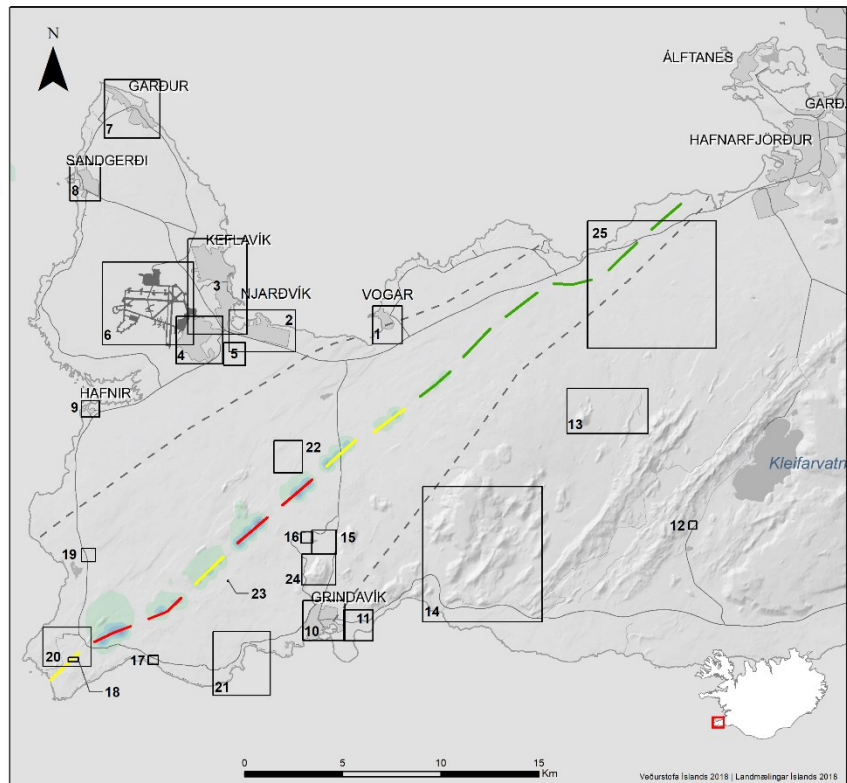 N
ÁLFTANES
GARÐUR
GARÐA
HAFNARFJÖRÐUR
7
SANDGERÐI
8
25
KEFLAVÍK
3
NJARÐVÍK
VOGAR
2
6
1
4
5
HAFNIR
9
13
22
Kleifarvatn
12
16
15
19
24
23
GRINDAVÍK
10
11
14
20
17
18
21
0
5
10
15
Km
Veðurstofa Íslands 2018 | Landmælingar Íslands 2018